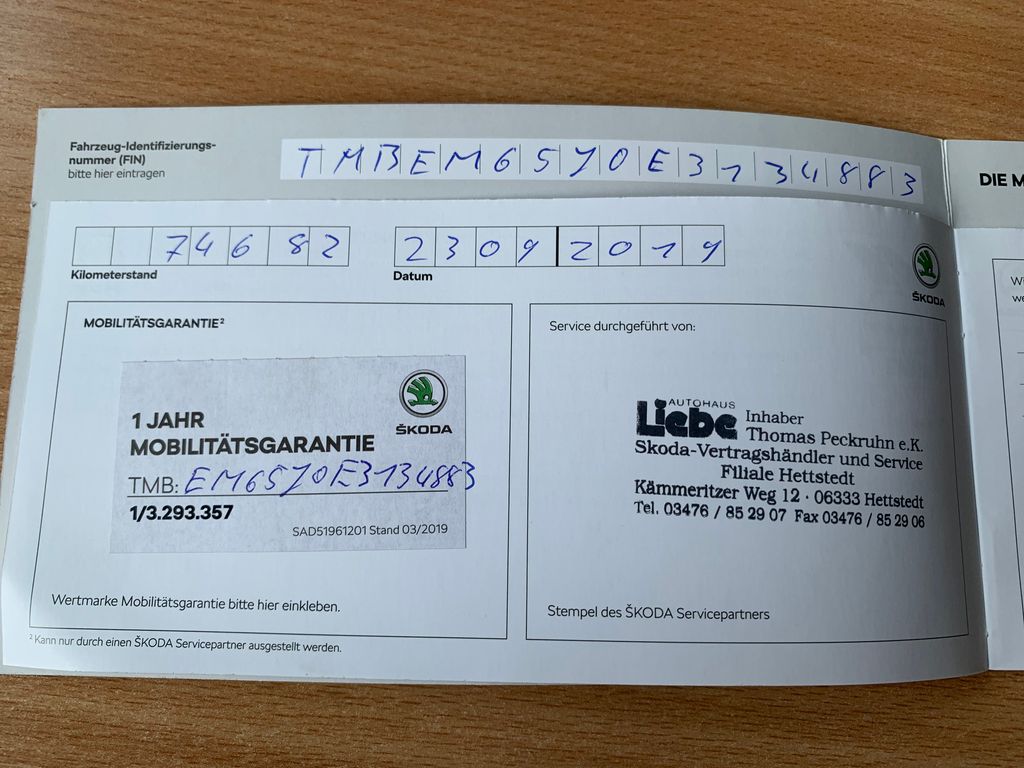 Fahrzeug-Identifizierungs-
nummer (FIN)
bitte hier eintragen
TMBEM65J0E3134883
74682
Kilometerstand
23092019
Datum
ŠKODA
MOBILITÄTSGARANTIE²
ŠKODA
1 JAHR
MOBILITÄTSGARANTIE
TMB: EM65J0E3134883
1/3.293.357
SAD51961201 Stand 03/2019
Wertmarke Mobilitätsgarantie bitte hier einkleben.
² Kann nur durch einen ŠKODA Servicepartner ausgestellt werden.
Service durchgeführt von:
AUTOHAUS
Liebe Inhaber
Thomas Peckruhn e.K.
Skoda-Vertragshändler und Service
Filiale Hettstedt
Kämmeritzer Weg 12 · 06333 Hettstedt
Tel. 03476 / 85 29 07 Fax 03476 / 85 29 06
Stempel des ŠKODA Servicepartners
DIE